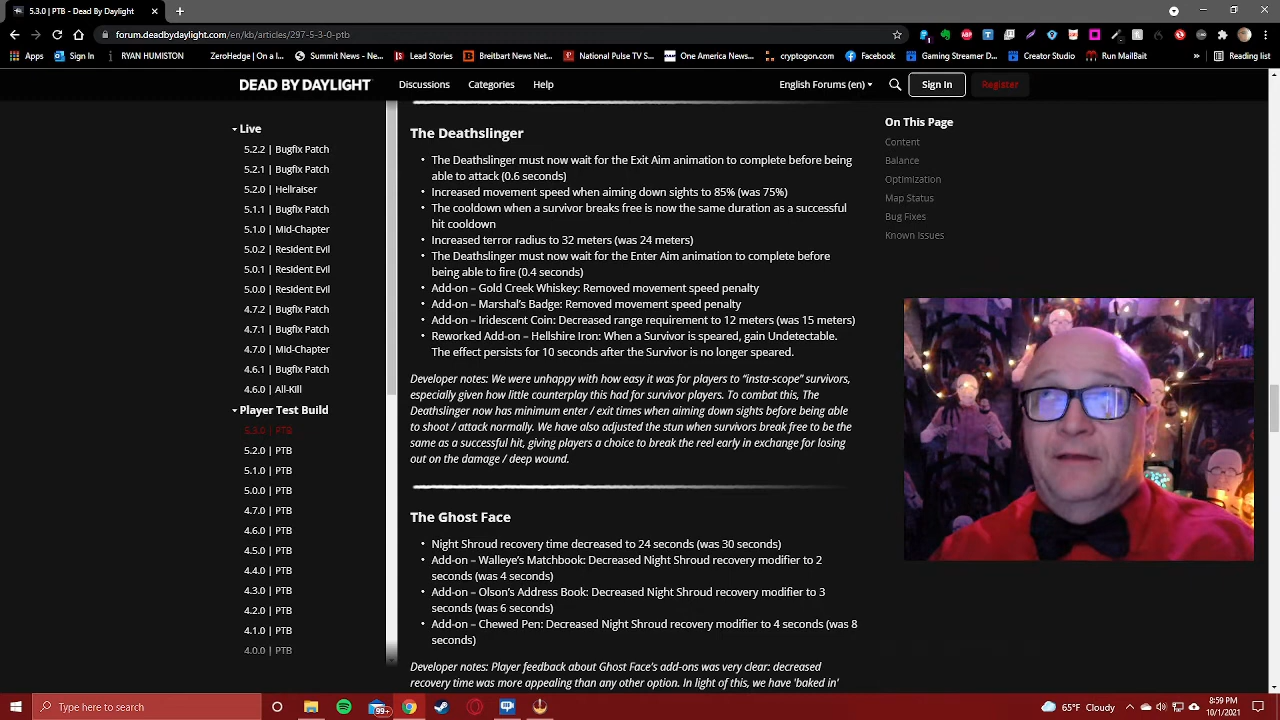 5.3.0 | PTB - Dead by Daylight
forum.deadbydaylight.com/en/kb/articles/297-5-3-0-ptb
Apps Sign In RYAN HUMISTON ZeroHedge | On a lo... Summit News - Ne... Lead Stories Breitbart News Netw... National Pulse TV S... One America News... cryptogon.com Facebook Gaming Streamer D... Creator Studio Run MailBait » Reading list
DEAD BY DAYLIGHT Discussions Categories Help English Forums (en) Sign In Register
Live
5.2.2 | Bugfix Patch
5.2.1 | Bugfix Patch
5.2.0 | Hellraiser
5.1.1 | Bugfix Patch
5.1.0 | Mid-Chapter
5.0.2 | Resident Evil
5.0.1 | Resident Evil
5.0.0 | Resident Evil
4.7.2 | Bugfix Patch
4.7.1 | Bugfix Patch
4.7.0 | Mid-Chapter
4.6.1 | Bugfix Patch
4.6.0 | All-Kill
Player Test Build
5.3.0 | PTB
5.2.0 | PTB
5.1.0 | PTB
5.0.0 | PTB
4.7.0 | PTB
4.6.0 | PTB
4.5.0 | PTB
4.4.0 | PTB
4.3.0 | PTB
4.2.0 | PTB
4.1.0 | PTB
4.0.0 | PTB
The Deathslinger
• The Deathslinger must now wait for the Exit Aim animation to complete before being
able to attack (0.6 seconds)
• Increased movement speed when aiming down sights to 85% (was 75%)
• The cooldown when a survivor breaks free is now the same duration as a successful
hit cooldown
• Increased terror radius to 32 meters (was 24 meters)
• The Deathslinger must now wait for the Enter Aim animation to complete before
being able to fire (0.4 seconds)
• Add-on – Gold Creek Whiskey: Removed movement speed penalty
• Add-on – Marshal's Badge: Removed movement speed penalty
• Add-on – Iridescent Coin: Decreased range requirement to 12 meters (was 15 meters)
• Reworked Add-on – Hellshire Iron: When a Survivor is speared, gain Undetectable.
The effect persists for 10 seconds after the Survivor is no longer speared.
Developer notes: We were unhappy with how easy it was for players to “insta-scope” survivors,
especially given how little counterplay this had for survivor players. To combat this, The
Deathslinger now has minimum enter / exit times when aiming down sights before being able
to shoot / attack normally. We have also adjusted the stun when survivors break free to be the
same as a successful hit, giving players a choice to break the reel early in exchange for losing
out on the damage / deep wound.
The Ghost Face
• Night Shroud recovery time decreased to 24 seconds (was 30 seconds)
• Add-on – Walleye's Matchbook: Decreased Night Shroud recovery modifier to 2
seconds (was 4 seconds)
• Add-on – Olson's Address Book: Decreased Night Shroud recovery modifier to 3
seconds (was 6 seconds)
• Add-on – Chewed Pen: Decreased Night Shroud recovery modifier to 4 seconds (was 8
seconds)
Developer notes: Player feedback about Ghost Face's add-ons was very clear: decreased
recovery time was more appealing than any other option. In light of this, we have 'baked in'
On This Page
Content
Balance
Optimization
Map Status
Bug Fixes
Known Issues
Type here to search 99+ 65°F Cloudy 8:59 PM
10/1/2021